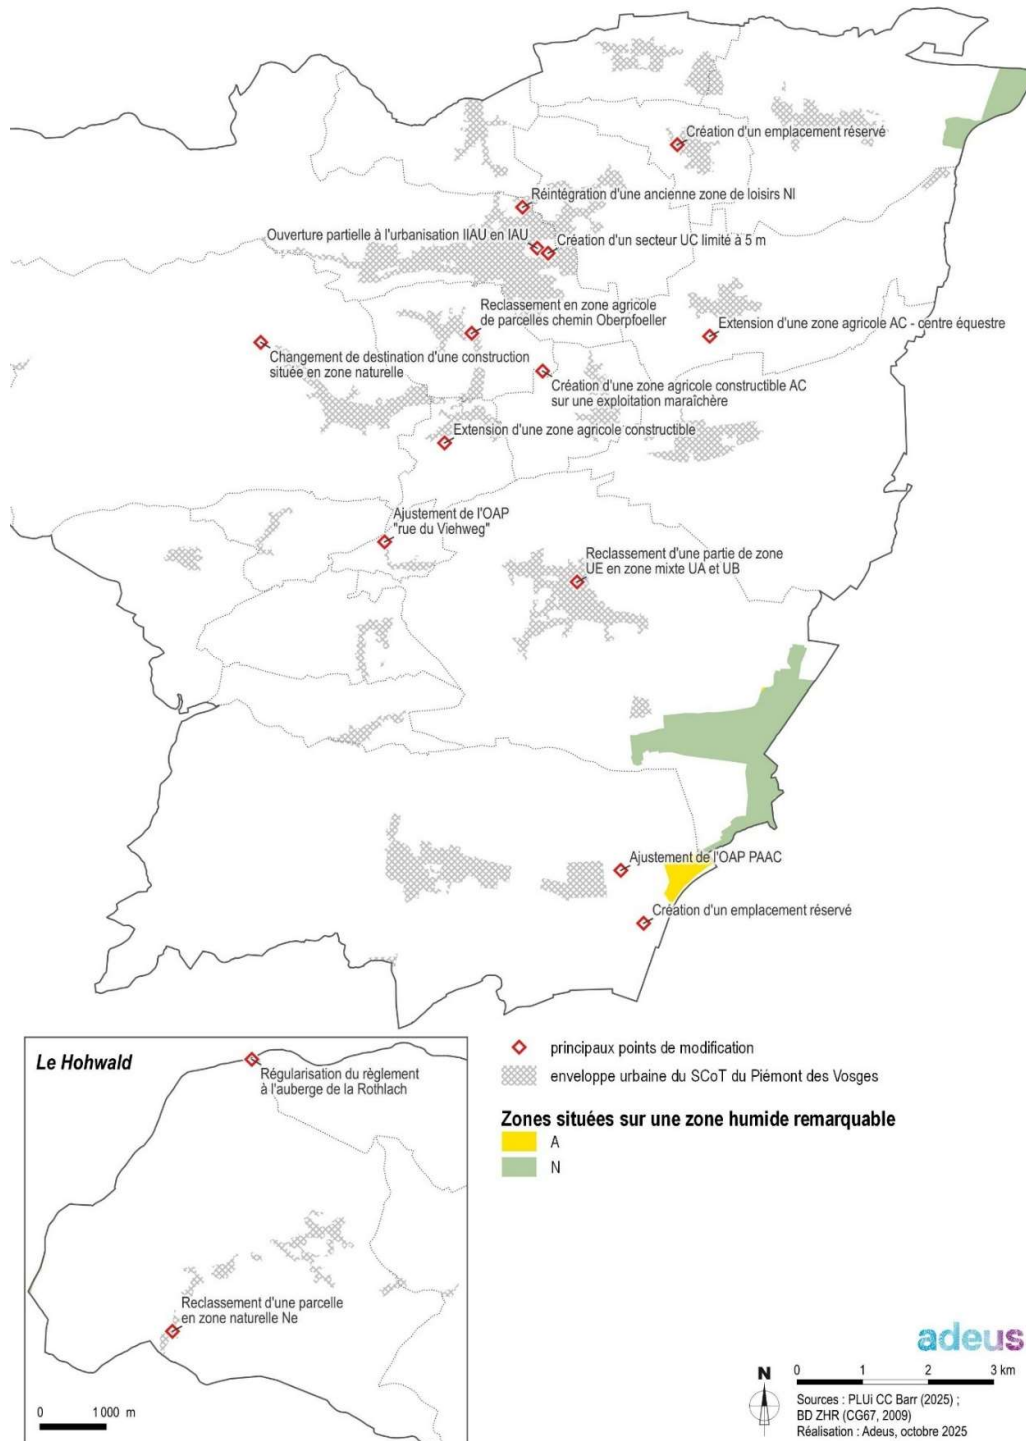 Création d'un emplacement réservé
Réintégration d'une ancienne zone de loisirs Nl
Ouverture partielle à l'urbanisation IIAU en IAU
Création d'un secteur UC limité à 5 m
Reclassement en zone agricole
de parcelles chemin Oberpfoeller
Extension d'une zone agricole AC - centre équestre
Changement de destination d'une construction
située en zone naturelle
Création d'une zone agricole constructible AC
sur une exploitation maraîchère
Extension d'une zone agricole constructible
Ajustement de l'OAP
"rue du Viehweg"
Reclassement d'une partie de zone
UE en zone mixte UA et UB
Ajustement de l'OAP PAAC
Création d'un emplacement réservé
Le Hohwald
Régularisation du règlement
à l'auberge de la Rothlach
Reclassement d'une parcelle
en zone naturelle Ne
0 1 000 m
principaux points de modification
enveloppe urbaine du SCoT du Piémont des Vosges
Zones situées sur une zone humide remarquable
A
N
adeus
N
0 1 2 3 km
Sources : PLUi CC Barr (2025) ;
BD ZHR (CG67, 2009)
Réalisation : Adeus, octobre 2025